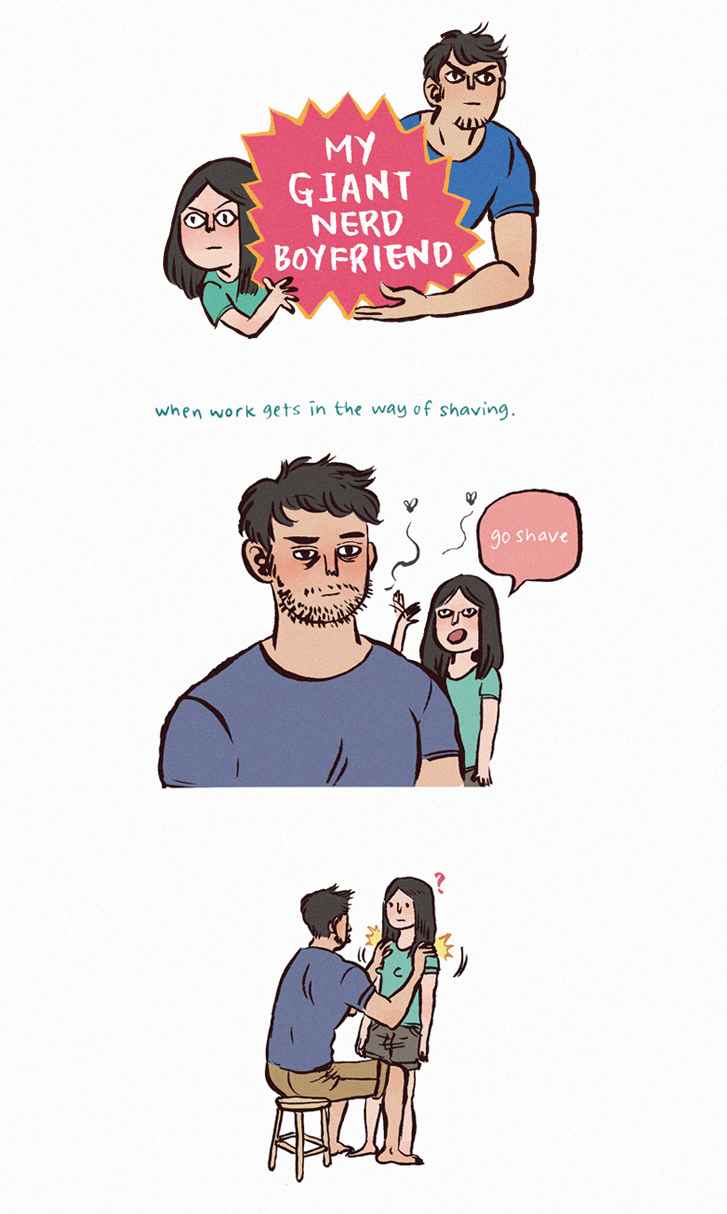 MY
GIANT
NERD
BOYFRIEND
when work gets in the way of shaving.
go shave
?